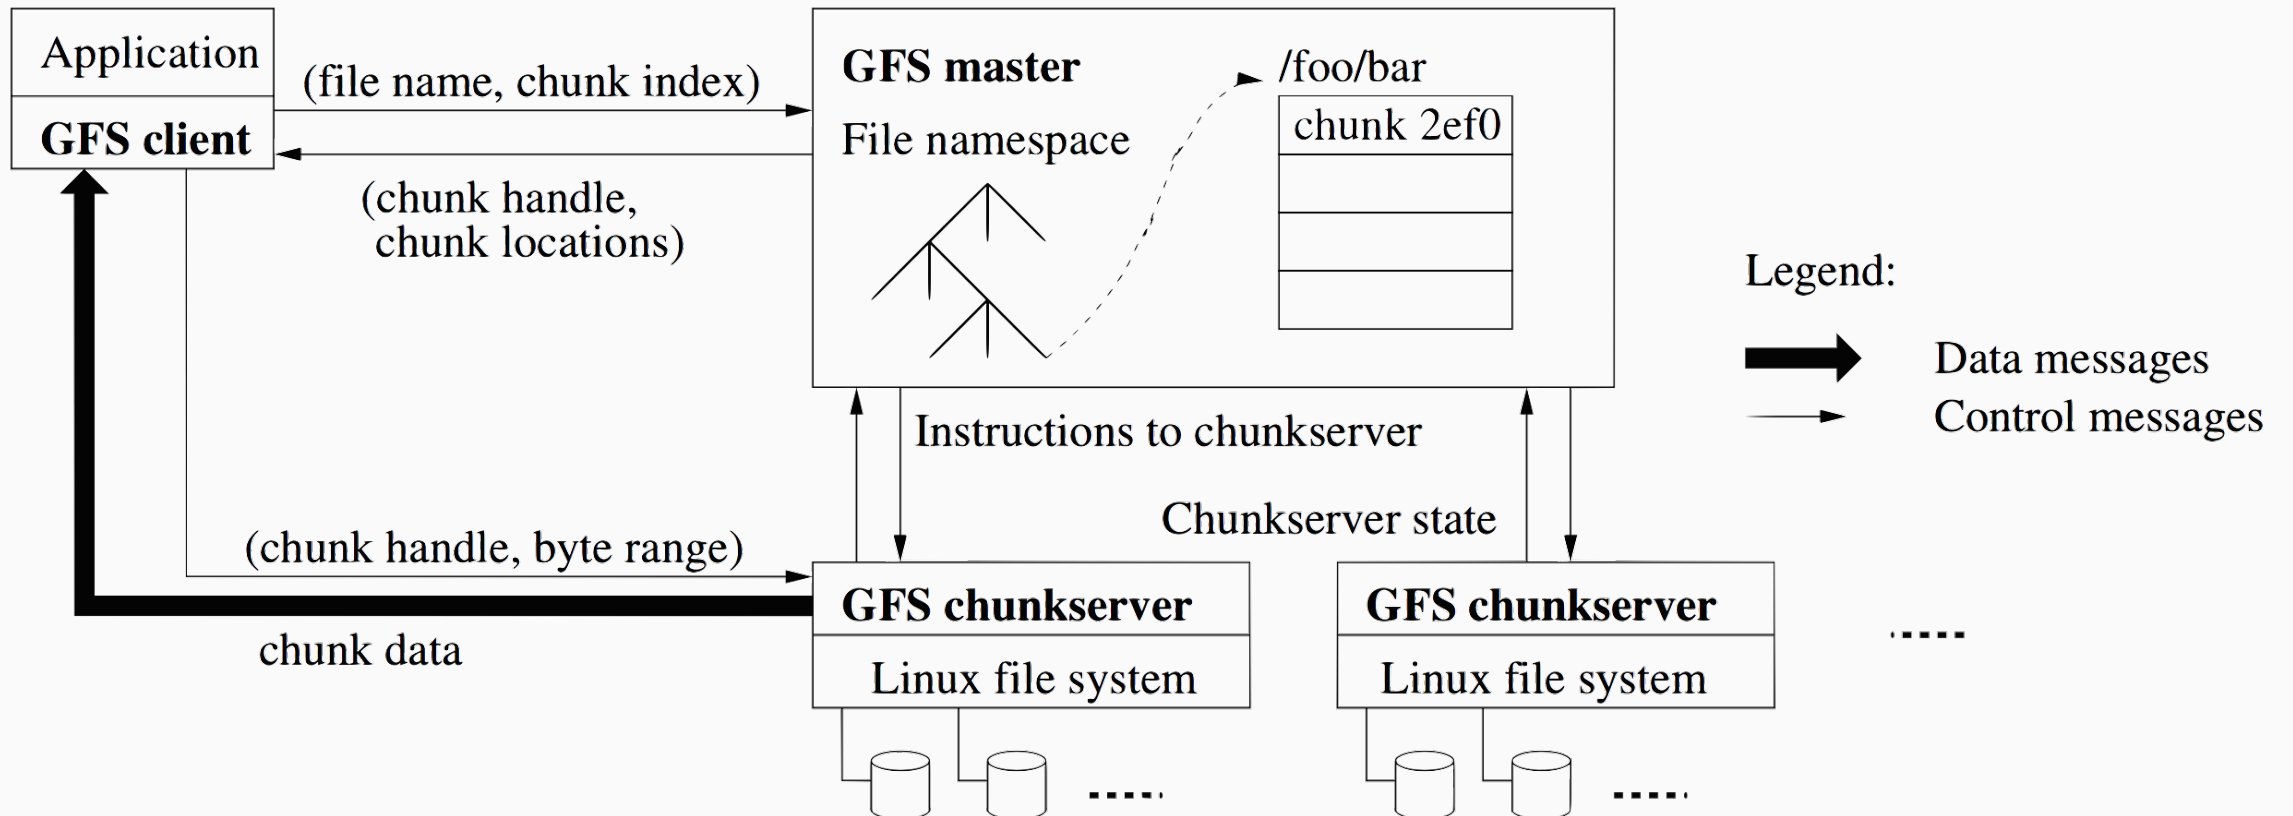 Application
GFS client
(file name, chunk index)
(chunk handle,
chunk locations)
GFS master
File namespace
/foo/bar
chunk 2ef0
Legend:
Data messages
Control messages
Instructions to chunkserver
Chunkserver state
(chunk handle, byte range)
chunk data
GFS chunkserver
Linux file system
GFS chunkserver
Linux file system